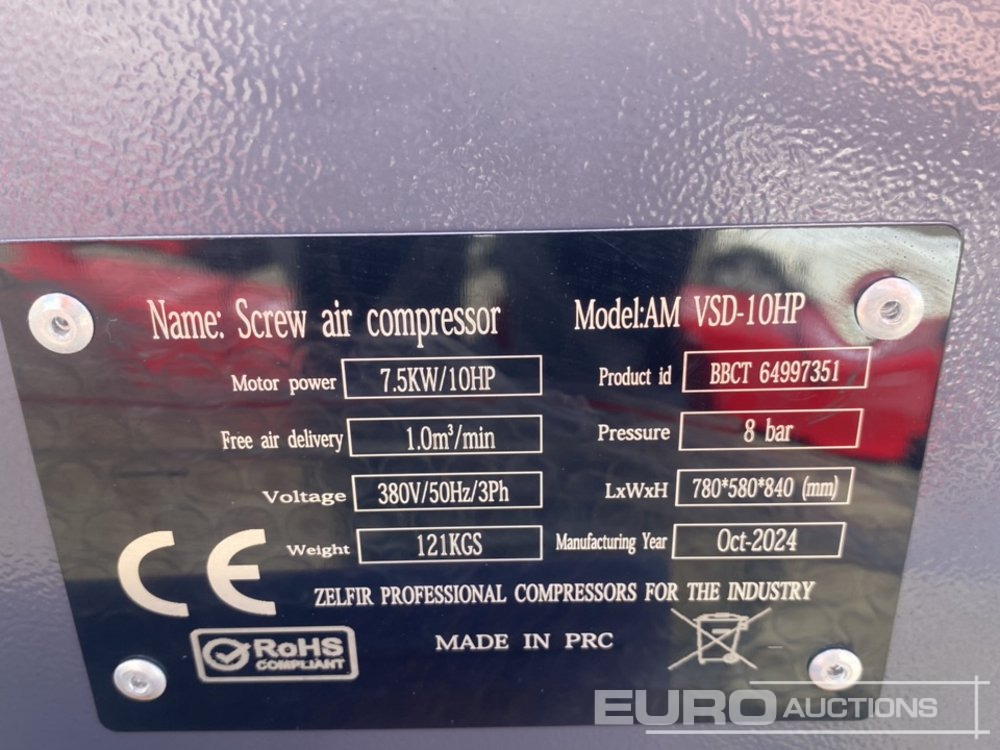 Name: Screw air compressor
Model:AM VSD-10HP
Motor power 7.5KW/10HP
Product id BBCT 64997351
Free air delivery 1.0m³/min
Pressure 8 bar
Voltage 380V/50Hz/3Ph
LxWxH 780*580*840 (mm)
Weight 121KGS
Manufacturing Year Oct-2024
CE
ZELFIR PROFESSIONAL COMPRESSORS FOR THE INDUSTRY
RoHS
COMPLIANT
MADE IN PRC
EURO AUCTIONS